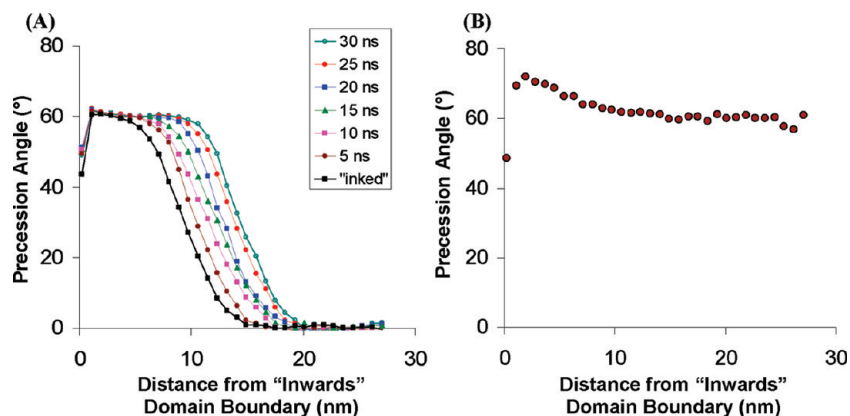 (A)
80
60
40
20
0
Precession Angle (°)
0 10 20 30
Distance from “Inwards”
Domain Boundary (nm)
30 ns
25 ns
20 ns
15 ns
10 ns
5 ns
"inked"
(B)
80
60
40
20
0
Precession Angle (°)
0 10 20 30
Distance from “Inwards”
Domain Boundary (nm)